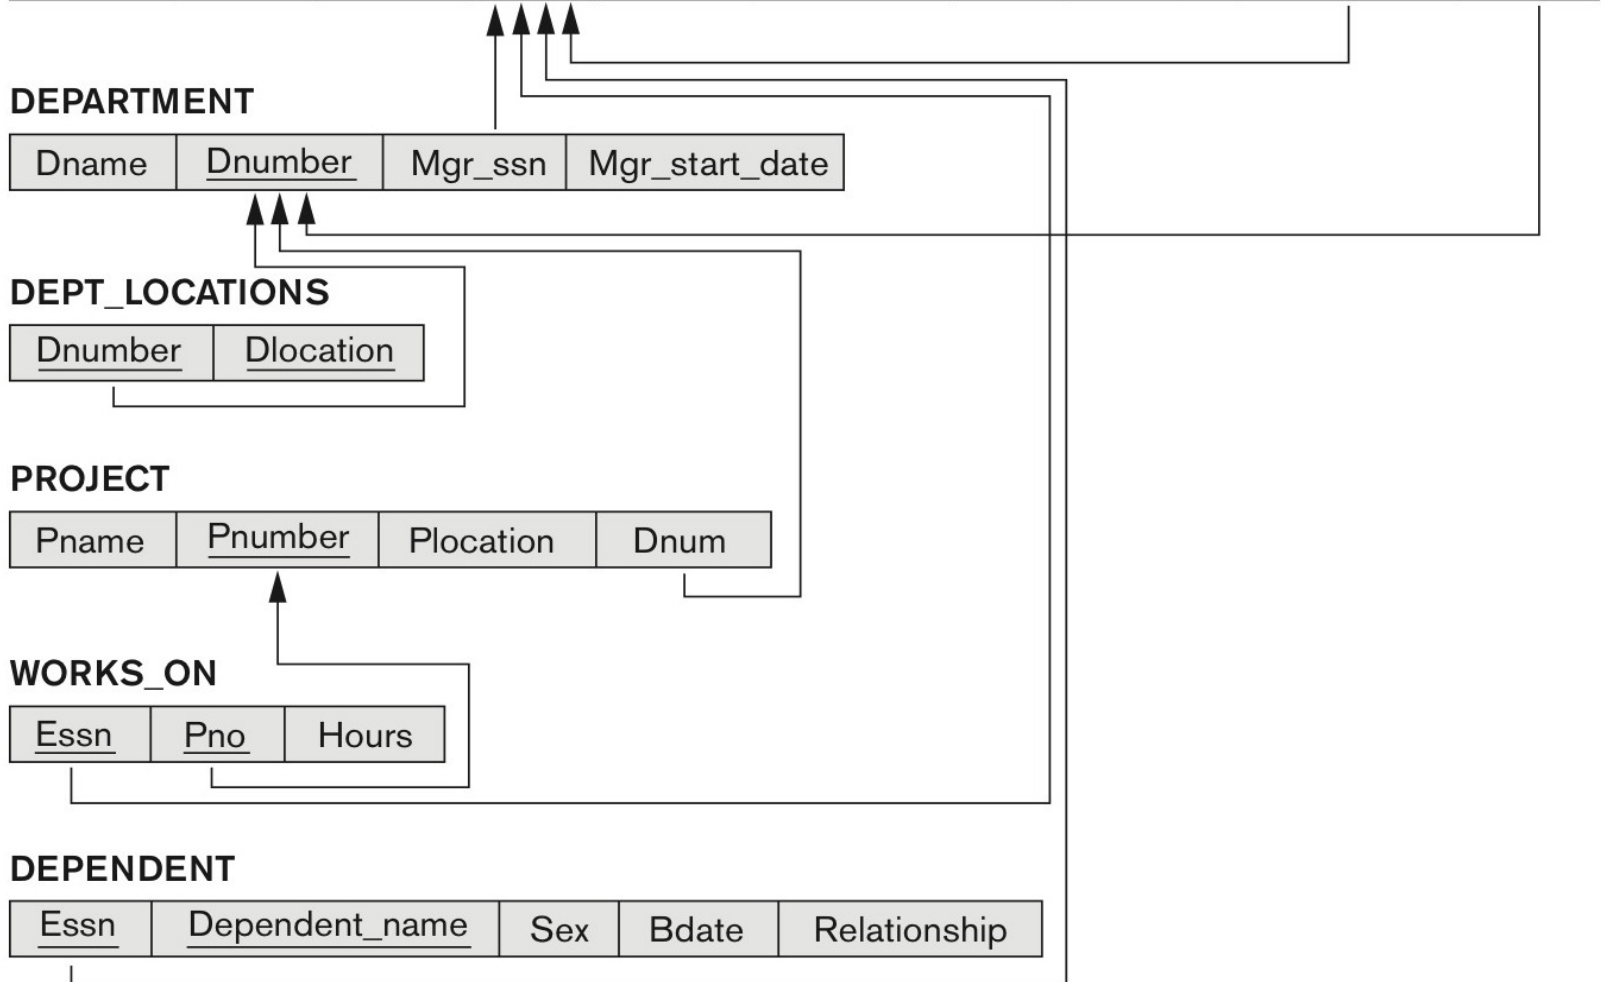 DEPARTMENT
Dname Dnumber Mgr_ssn Mgr_start_date
DEPT_LOCATIONS
Dnumber Dlocation
PROJECT
Pname Pnumber Plocation Dnum
WORKS_ON
Essn Pno Hours
DEPENDENT
Essn Dependent_name Sex Bdate Relationship